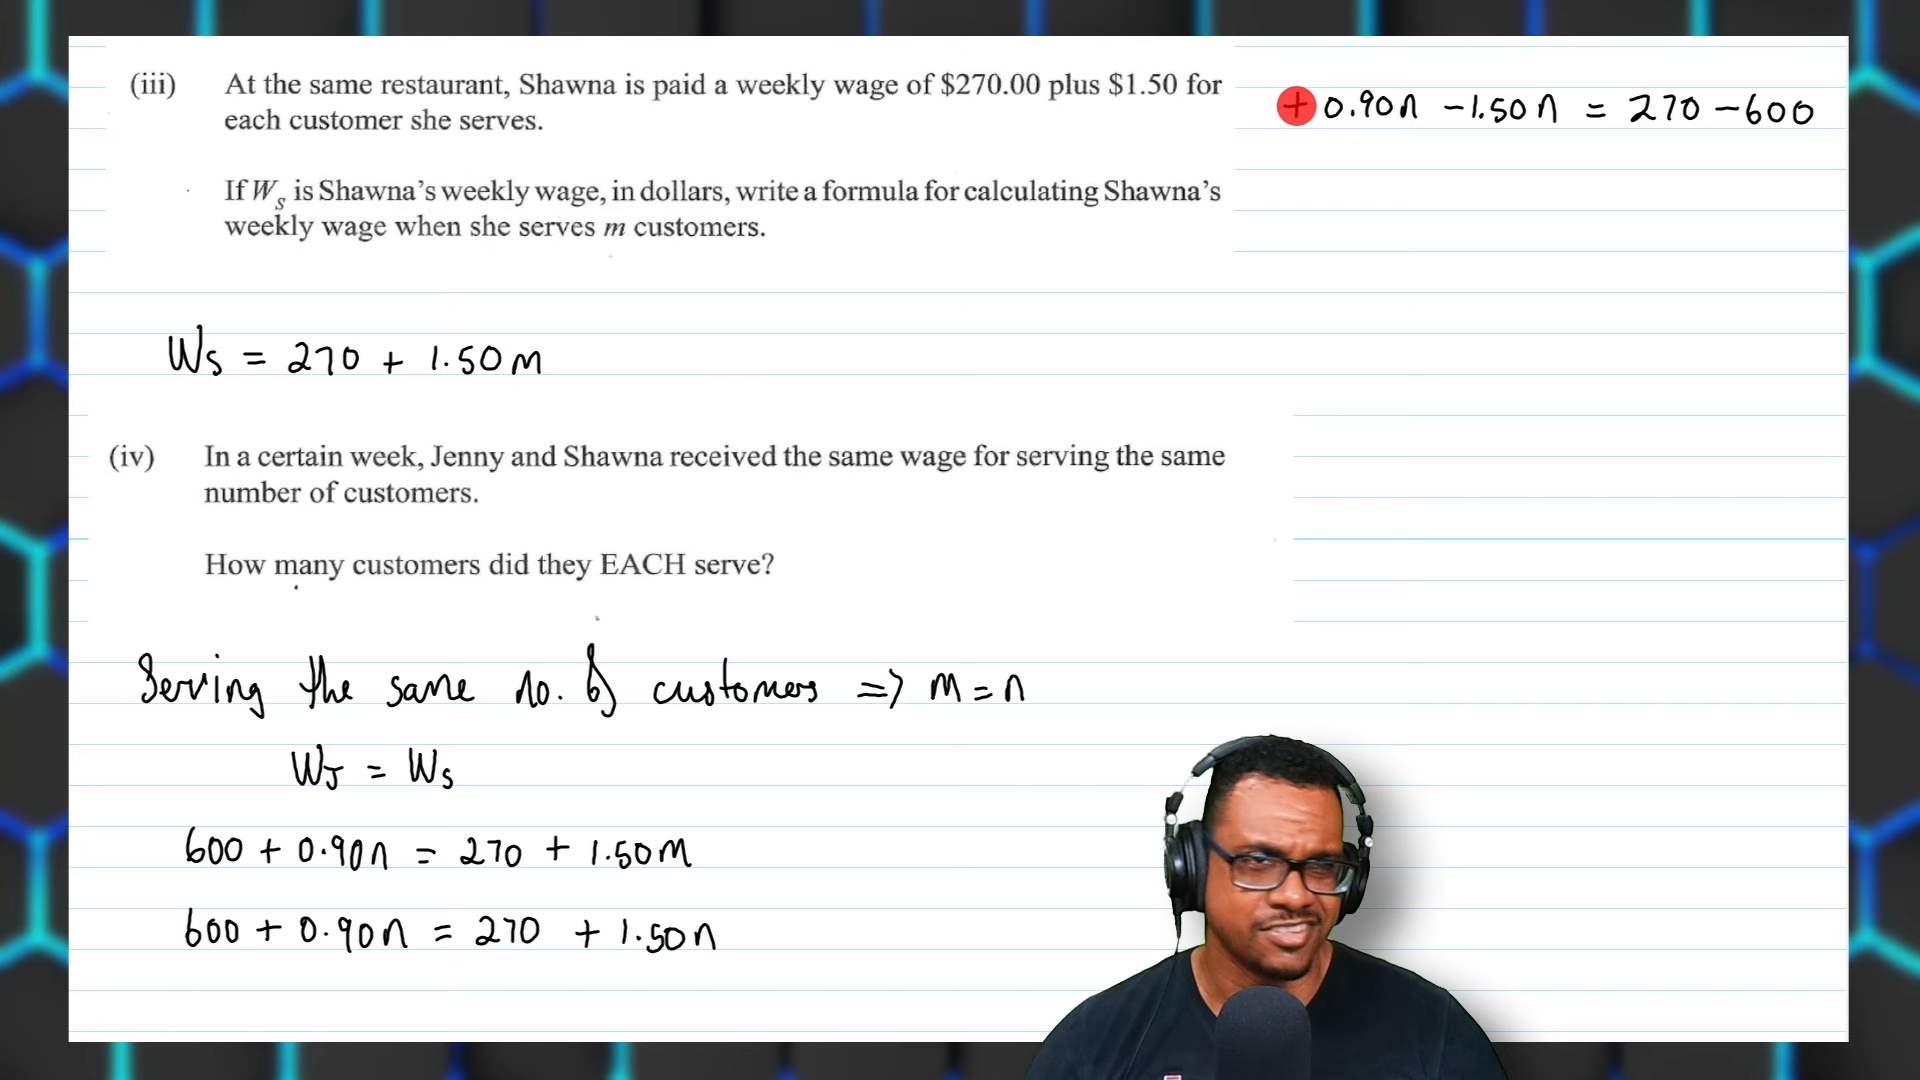 (iii) At the same restaurant, Shawna is paid a weekly wage of $270.00 plus $1.50 for
each customer she serves.
If W_s is Shawna's weekly wage, in dollars, write a formula for calculating Shawna's
weekly wage when she serves m customers.
W_s = 270 + 1.50m
(iv) In a certain week, Jenny and Shawna received the same wage for serving the same
number of customers.
How many customers did they EACH serve?
Serving the same no. of customers => m = n
W_J = W_s
600 + 0.90n = 270 + 1.50m
600 + 0.90n = 270 + 1.50n
+ 0.90n - 1.50n = 270 - 600